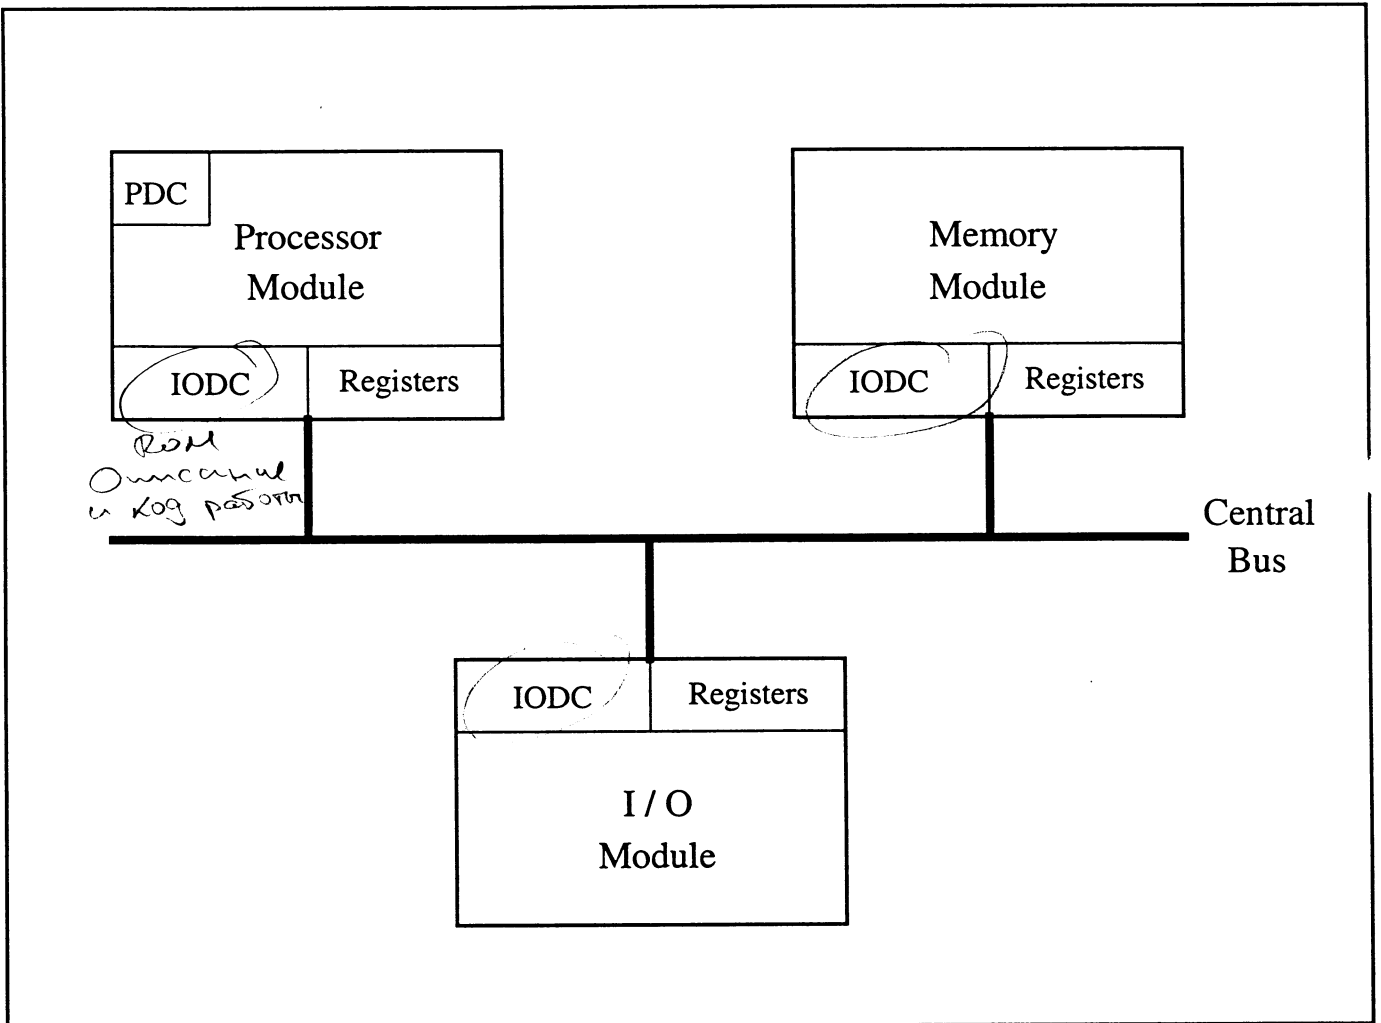 PDC
Processor
Module
IODC
Registers
Memory
Module
IODC
Registers
ROM
Описание
и код работы
Central
Bus
IODC
Registers
I / O
Module